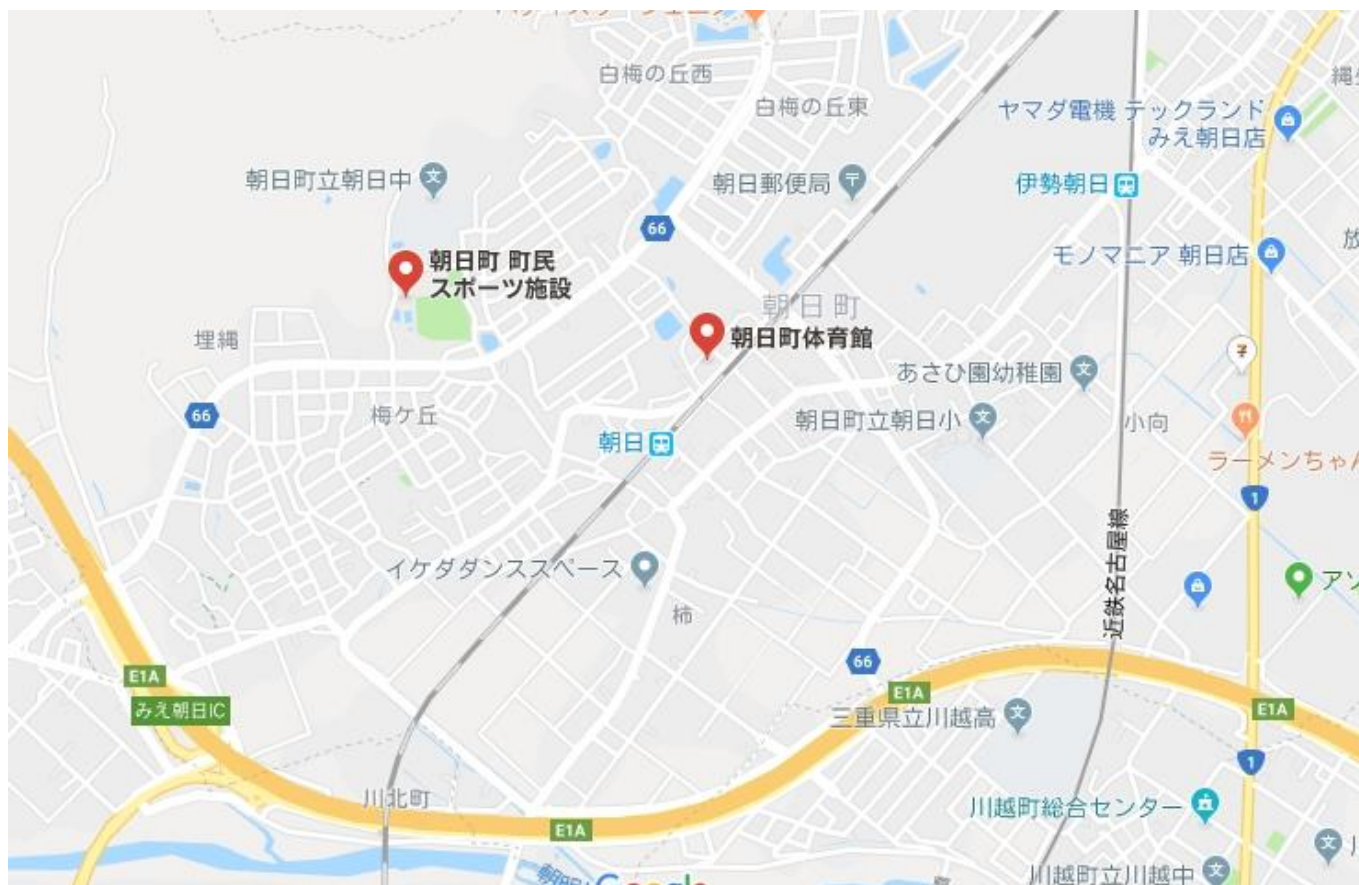 白梅の丘西
白梅の丘東
縄
ヤマダ電機 テックランド
みえ朝日店
朝日町立朝日中
朝日郵便局
伊勢朝日
66
モノマニア 朝日店
放
朝日町 町民
スポーツ施設
朝日町
朝日町体育館
埋縄
あさひ園幼稚園
66
梅ケ丘
朝日町立朝日小
小向
朝日
ラーメンちゃん
1
近鉄名古屋線
イケダダンススペース
アソ
柿
66
E1A
E1A
みえ朝日IC
三重県立川越高
E1A
1
川北町
川越町総合センター
E1A
川越町立川越中
Google